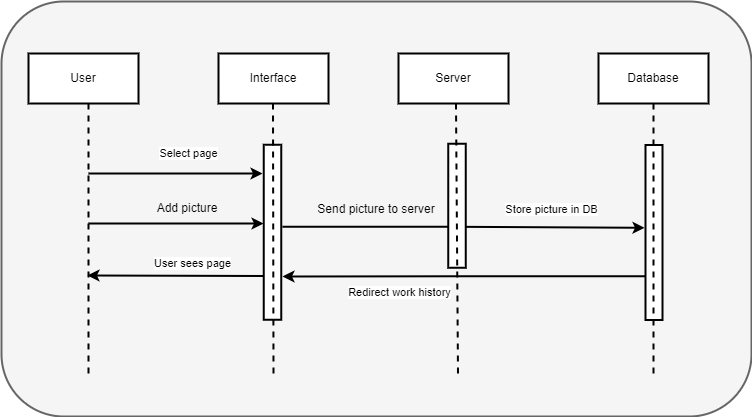 User
Interface
Server
Database
Select page
Add picture
Send picture to server
Store picture in DB
User sees page
Redirect work history